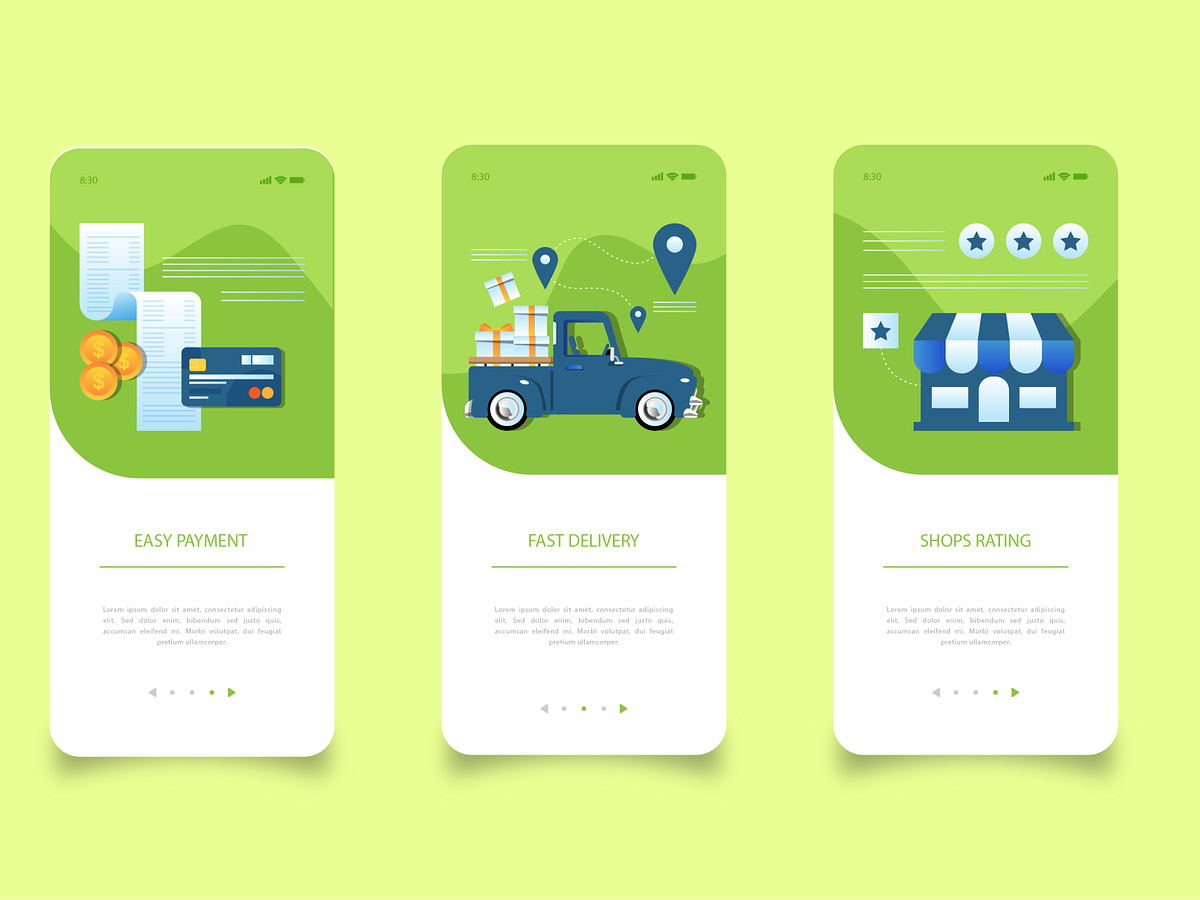 8:30
$
$
$
EASY PAYMENT
Lorem ipsum dolor sit amet, consectetur adipiscing
elit. Sed dolor enim, bibendum sed justo quis,
accumsan eleifend mi. Morbi volutpat, dui feugiat
pretium ullamcorper.
8:30
FAST DELIVERY
Lorem ipsum dolor sit amet, consectetur adipiscing
elit. Sed dolor enim, bibendum sed justo quis,
accumsan eleifend mi. Morbi volutpat, dui feugiat
pretium ullamcorper.
8:30
SHOPS RATING
Lorem ipsum dolor sit amet, consectetur adipiscing
elit. Sed dolor enim, bibendum sed justo quis,
accumsan eleifend mi. Morbi volutpat, dui feugiat
pretium ullamcorper.